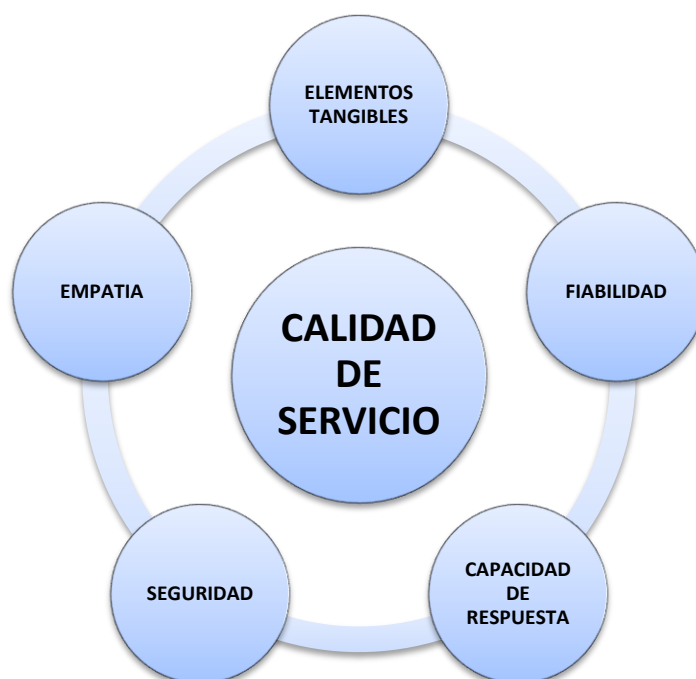 ELEMENTOS
TANGIBLES
EMPATIA
FIABILIDAD
CALIDAD
DE
SERVICIO
SEGURIDAD
CAPACIDAD
DE
RESPUESTA